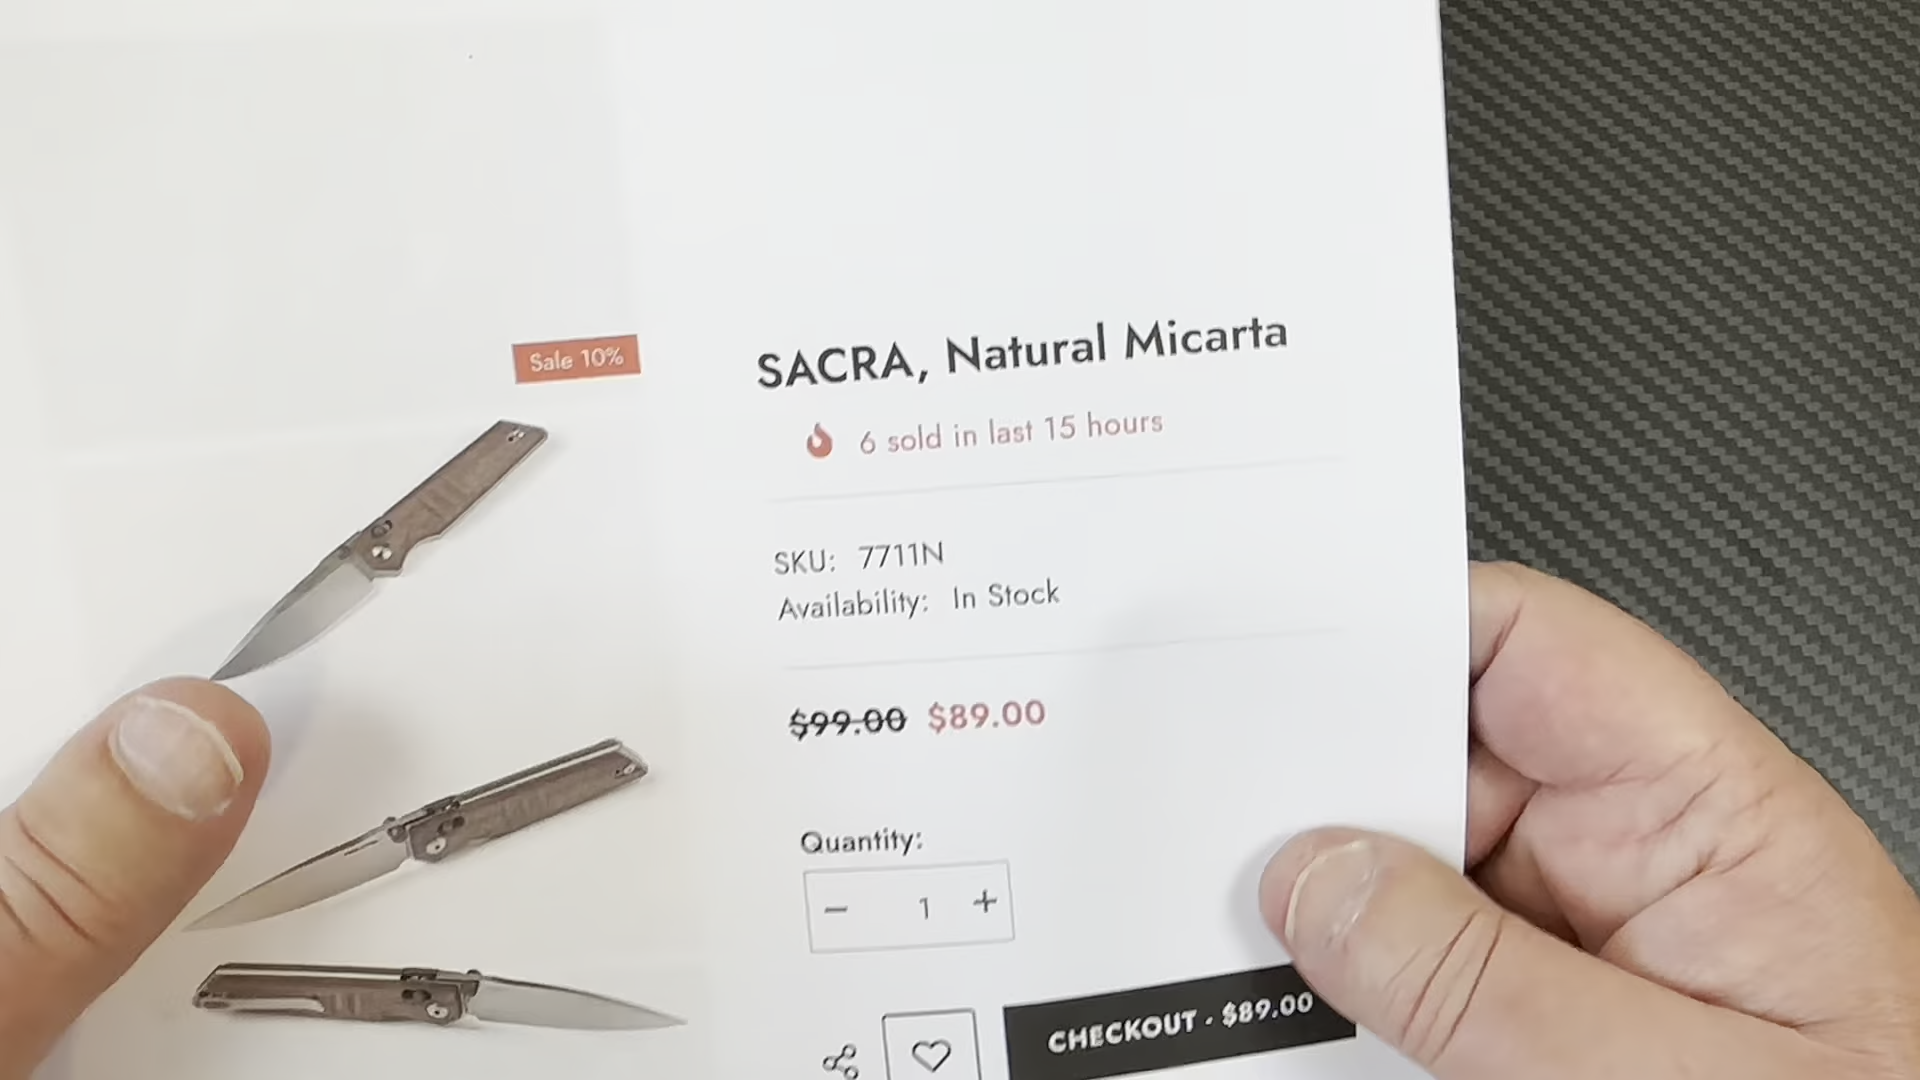 Sale 10%
SACRA, Natural Micarta
6 sold in last 15 hours
SKU: 7711N
Availability: In Stock
$99.00 $89.00
Quantity:
− 1 +
CHECKOUT - $89.00